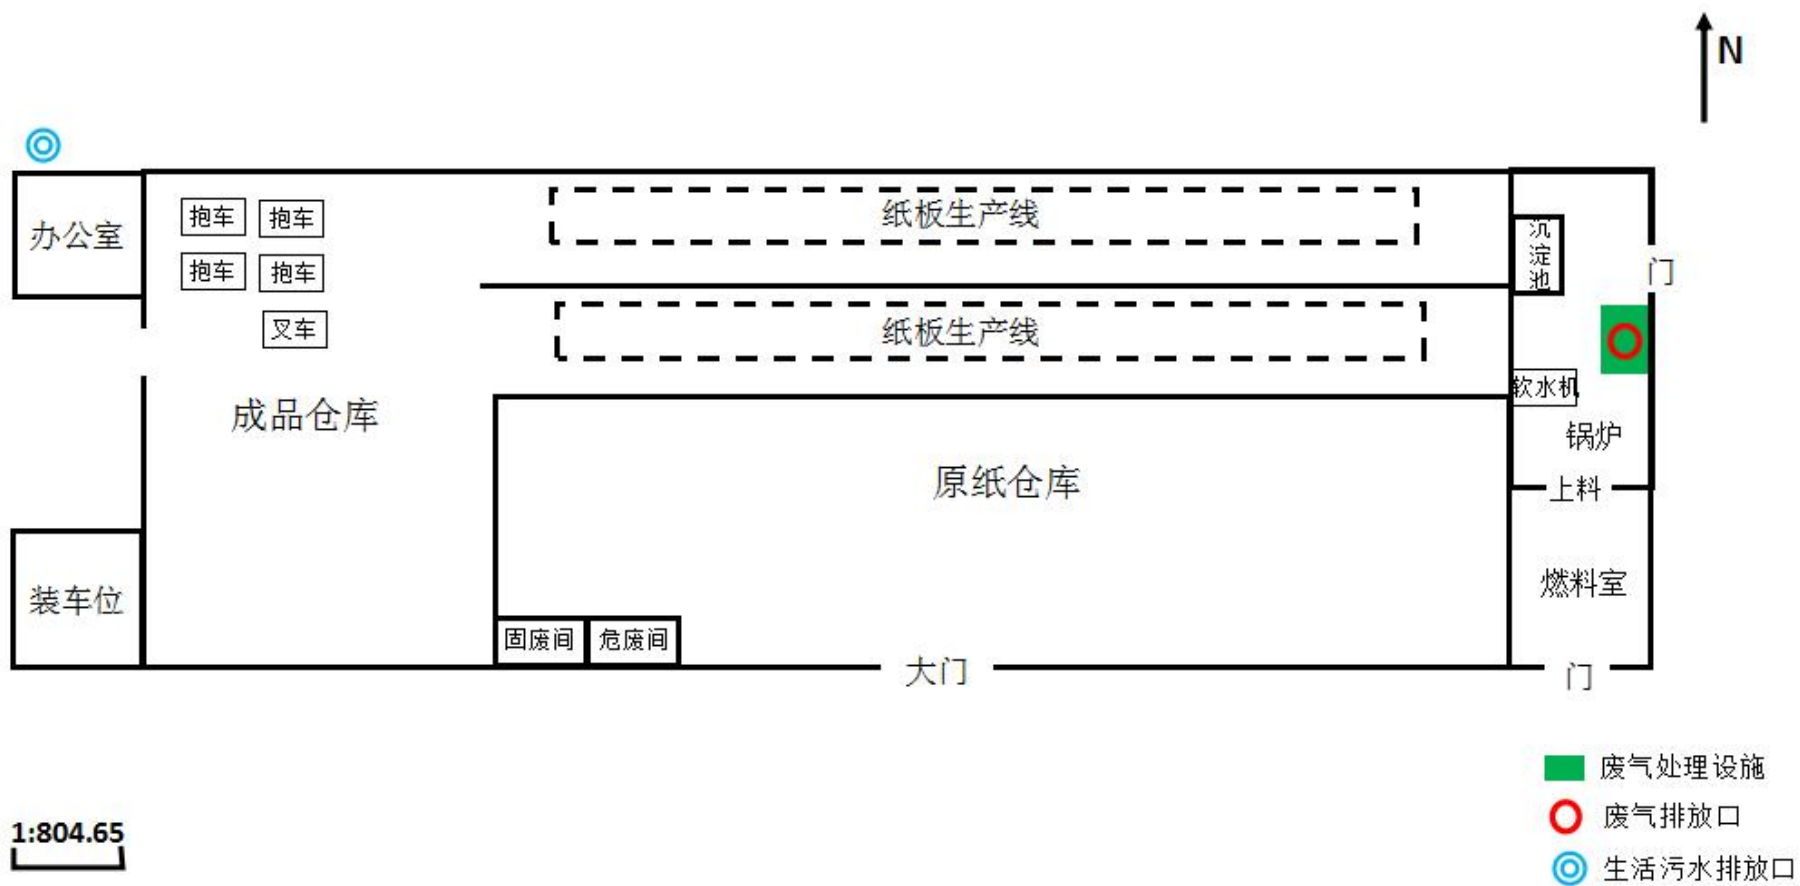 N
办公室
抱车
抱车
纸板生产线
沉淀池
抱车
抱车
门
叉车
纸板生产线
软水机
成品仓库
锅炉
原纸仓库
上料
装车位
燃料室
固废间
危废间
大门
门
废气处理设施
废气排放口
生活污水排放口
1:804.65